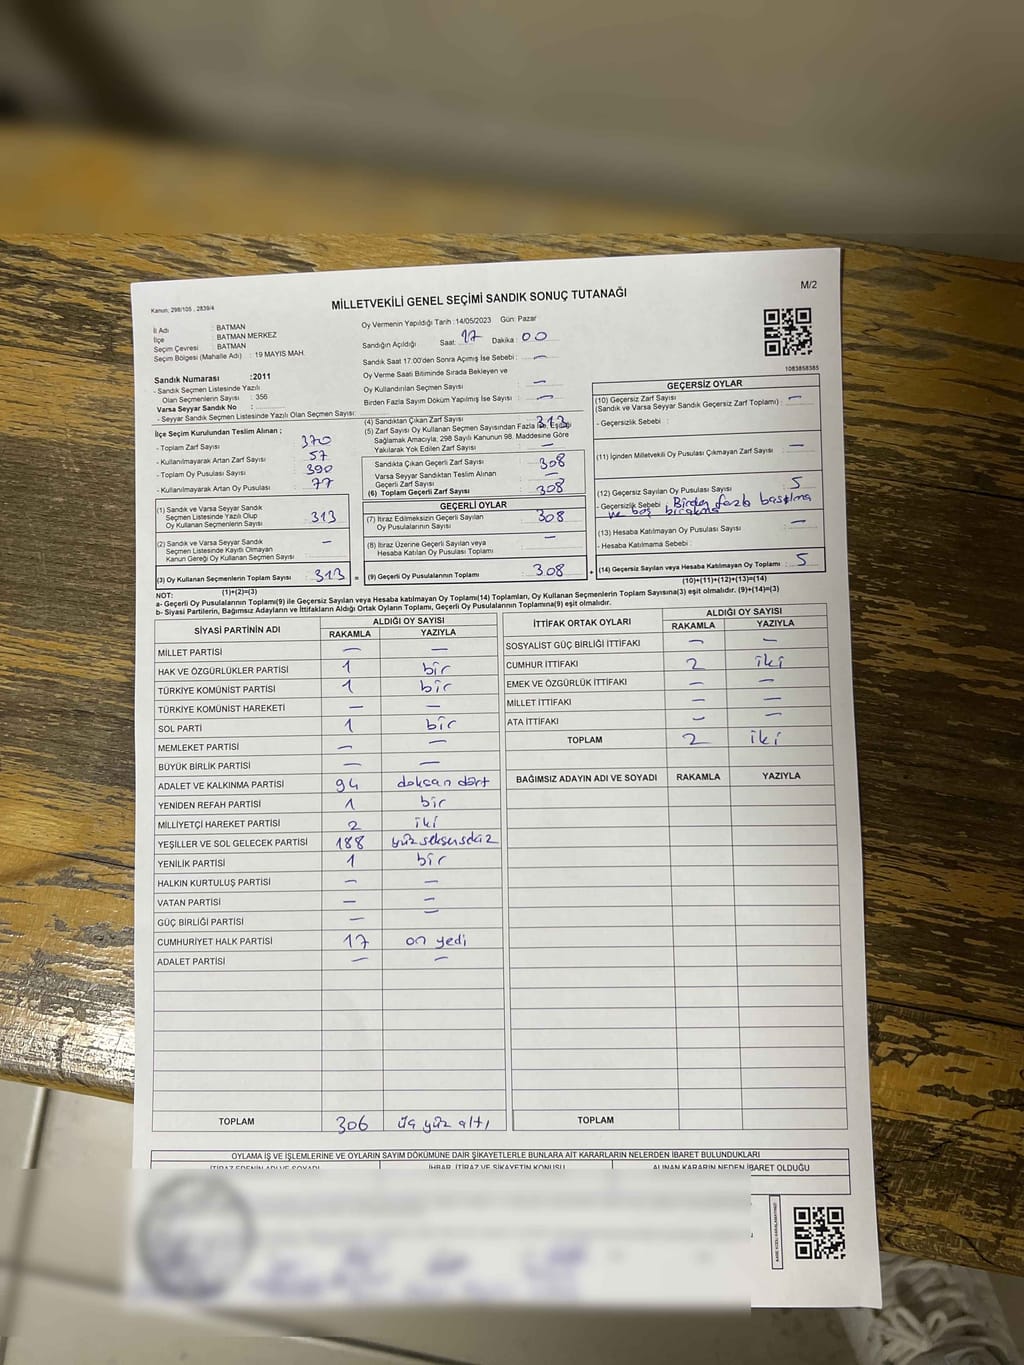 Kanun, 298/105 , 2839/4
MİLLETVEKİLİ GENEL SEÇİMİ SANDIK SONUÇ TUTANAĞI
M/2
İl Adı : BATMAN
İlçe : BATMAN MERKEZ
Seçim Çevresi : BATMAN
Seçim Bölgesi (Mahalle Adı) : 19 MAYIS MAH.
Sandık Numarası :2011
- Sandık Seçmen Listesinde Yazılı
Olan Seçmenlerin Sayısı : 356
Varsa Seyyar Sandık No :
- Seyyar Sandık Seçmen Listesinde Yazılı Olan Seçmen Sayısı:
Oy Vermenin Yapıldığı Tarih :14/05/2023 Gün: Pazar
Sandığın Açıldığı Saat: 17 Dakika : 00
Sandık Saat 17.00'den Sonra Açımış İse Sebebi : —
Oy Verme Saati Bitiminde Sırada Bekleyen ve
Oy Kullandırılan Seçmen Sayısı : —
Birden Fazla Sayım Döküm Yapılmış İse Sayısı : —
1083858385
İlçe Seçim Kurulundan Teslim Alınan ;
- Toplam Zarf Sayısı : 370
- Kullanılmayarak Artan Zarf Sayısı : 57
- Toplam Oy Pusulası Sayısı : 390
- Kullanılmayarak Artan Oy Pusulası : 77
(1) Sandık ve Varsa Seyyar Sandık
Seçmen Listesinde Yazılı Olup
Oy Kullanan Seçmenlerin Sayısı : 313
(2) Sandık ve Varsa Seyyar Sandık
Seçmen Listesinde Kayıtlı Olmayan
Kanun Gereği Oy Kullanan Seçmen Sayısı : —
(3) Oy Kullanan Seçmenlerin Toplam Sayısı : 313 =
(1)+(2)=(3)
(4) Sandıktan Çıkan Zarf Sayısı : 313
(5) Zarf Sayısı Oy Kullanan Seçmen Sayısından Fazla İse, Eşitliği
Sağlamak Amacıyla, 298 Sayılı Kanunun 98. Maddesine Göre
Yakılarak Yok Edilen Zarf Sayısı : —
Sandıkta Çıkan Geçerli Zarf Sayısı : 308
Varsa Seyyar Sandıktan Teslim Alınan
Geçerli Zarf Sayısı : —
(6) Toplam Geçerli Zarf Sayısı : 308
GEÇERLİ OYLAR
(7) İtiraz Edilmeksizin Geçerli Sayılan
Oy Pusulalarının Sayısı : 308
(8) İtiraz Üzerine Geçerli Sayılan veya
Hesaba Katılan Oy Pusulası Toplamı : —
(9) Geçerli Oy Pusulalarının Toplamı : 308 +
GEÇERSİZ OYLAR
(10) Geçersiz Zarf Sayısı
(Sandık ve Varsa Seyyar Sandık Geçersiz Zarf Toplamı) : —
- Geçersizlik Sebebi :
(11) İçinden Milletvekili Oy Pusulası Çıkmayan Zarf Sayısı : —
(12) Geçersiz Sayılan Oy Pusulası Sayısı : 5
- Geçersizlik Sebebi : Birden fazla basılma
ve boş bırakma
(13) Hesaba Katılmayan Oy Pusulası Sayısı : —
- Hesaba Katılmama Sebebi :
(14) Geçersiz Sayılan veya Hesaba Katılmayan Oy Toplamı : 5
(10)+(11)+(12)+(13)=(14)
NOT:
a- Geçerli Oy Pusulaları Toplamı(9) ile Geçersiz Sayılan veya Hesaba katılmayan Oy Toplamı(14) Toplamları, Oy Kullanan Seçmenlerin Toplam Sayısına(3) eşit olmalıdır. (9)+(14)=(3)
b- Siyasi Partilerin, Bağımsız Adayların ve İttifakların Aldığı Ortak Oyların Toplamı, Geçerli Oy Pusulalarının Toplamına(9) eşit olmalıdır.
SİYASİ PARTİNİN ADI ALDIĞI OY SAYISI
RAKAMLA YAZIYLA
MİLLET PARTİSİ — —
HAK VE ÖZGÜRLÜKLER PARTİSİ 1 bir
TÜRKİYE KOMÜNİST PARTİSİ 1 bir
TÜRKİYE KOMÜNİST HAREKETİ — —
SOL PARTİ 1 bir
MEMLEKET PARTİSİ — —
BÜYÜK BİRLİK PARTİSİ — —
ADALET VE KALKINMA PARTİSİ 94 doksan dört
YENİDEN REFAH PARTİSİ 1 bir
MİLLİYETÇİ HAREKET PARTİSİ 2 iki
YEŞİLLER VE SOL GELECEK PARTİSİ 188 yüz seksensekiz
YENİLİK PARTİSİ 1 bir
HALKIN KURTULUŞ PARTİSİ — —
VATAN PARTİSİ — —
GÜÇ BİRLİĞİ PARTİSİ — —
CUMHURİYET HALK PARTİSİ 17 on yedi
ADALET PARTİSİ — —
TOPLAM 306 üç yüz altı
İTTİFAK ORTAK OYLARI ALDIĞI OY SAYISI
RAKAMLA YAZIYLA
SOSYALİST GÜÇ BİRLİĞİ İTTİFAKI — —
CUMHUR İTTİFAKI 2 iki
EMEK VE ÖZGÜRLÜK İTTİFAKI — —
MİLLET İTTİFAKI — —
ATA İTTİFAKI — —
TOPLAM 2 iki
BAĞIMSIZ ADAYIN ADI VE SOYADI RAKAMLA YAZIYLA
TOPLAM
OYLAMA İŞ VE İŞLEMLERİNE VE OYLARIN SAYIM DÖKÜMÜNE DAİR ŞİKAYETLERLE BUNLARA AİT KARARLARIN NELERDEN İBARET BULUNDUKLARI
İTİRAZ EDENİN ADI VE SOYADI İHBAR, İTİRAZ VE ŞİKAYETİN KONUSU ALINAN KARARIN NEDEN İBARET OLDUĞU